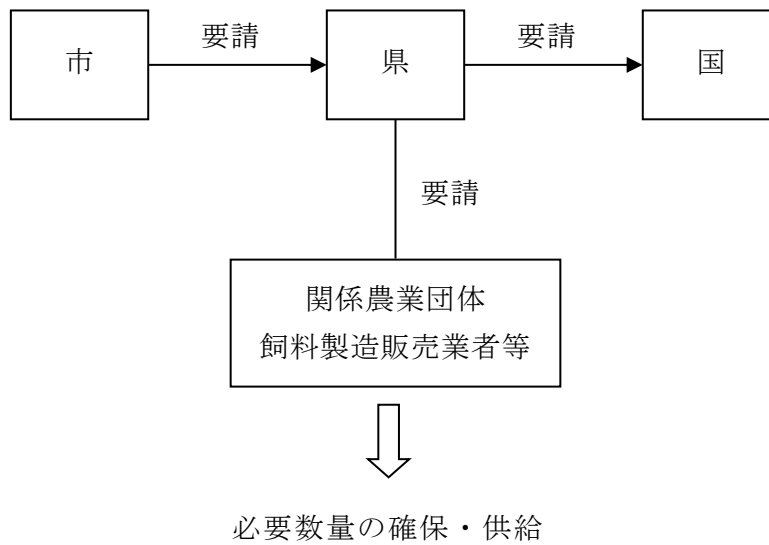 要請
要請
市
県
国
要請
関係農業団体
飼料製造販売業者等
必要数量の確保・供給